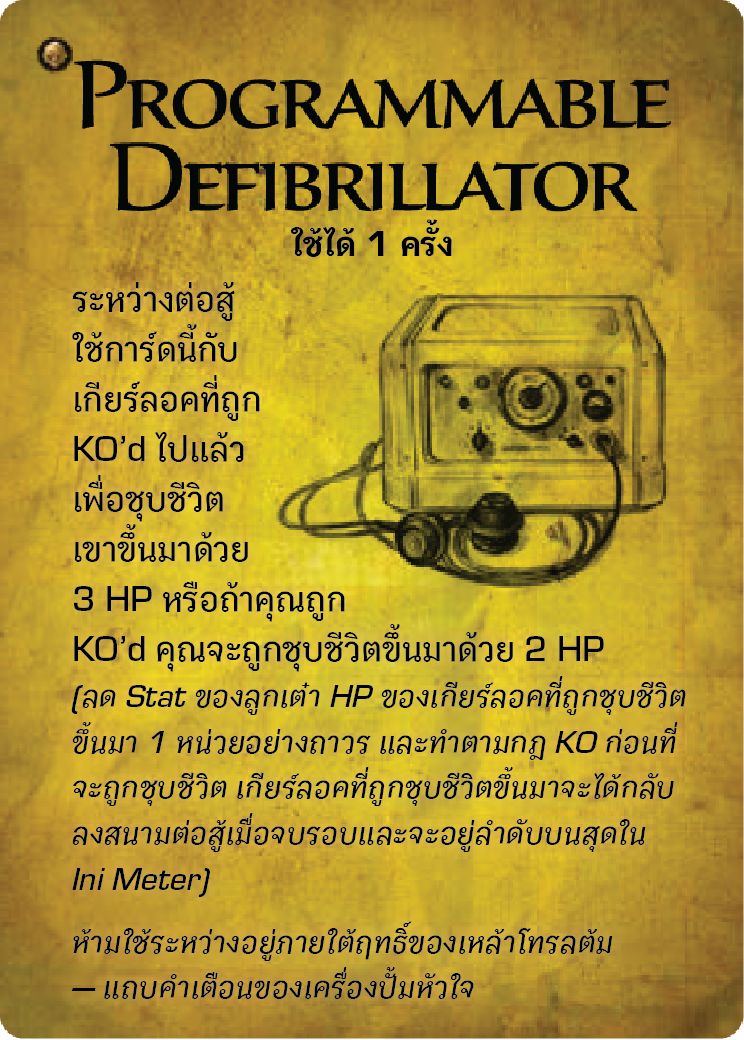 PROGRAMMABLE
DEFIBRILLATOR
ใช้ได้ 1 ครั้ง
ระหว่างต่อสู้
ใช้การ์ดนี้กับ
เกียร์ลอคที่ถูก
KO'd ไปแล้ว
เพื่อชุบชีวิต
เขาขึ้นมาด้วย
3 HP หรือถ้าคุณถูก
KO'd คุณจะถูกชุบชีวิตขึ้นมาด้วย 2 HP
(ลด Stat ของลูกเต๋า HP ของเกียร์ลอคที่ถูกชุบชีวิต
ขึ้นมา 1 หน่วยอย่างถาวร และทำตามกฎ KO ก่อนที่
จะถูกชุบชีวิต เกียร์ลอคที่ถูกชุบชีวิตขึ้นมาจะได้กลับ
ลงสนามต่อสู้เมื่อจบรอบและจะอยู่ลำดับบนสุดใน
Ini Meter)
ห้ามใช้ระหว่างอยู่ภายใต้ฤทธิ์ของเหล้าโทรลต้ม
— แถบคำเตือนของเครื่องปั้มหัวใจ